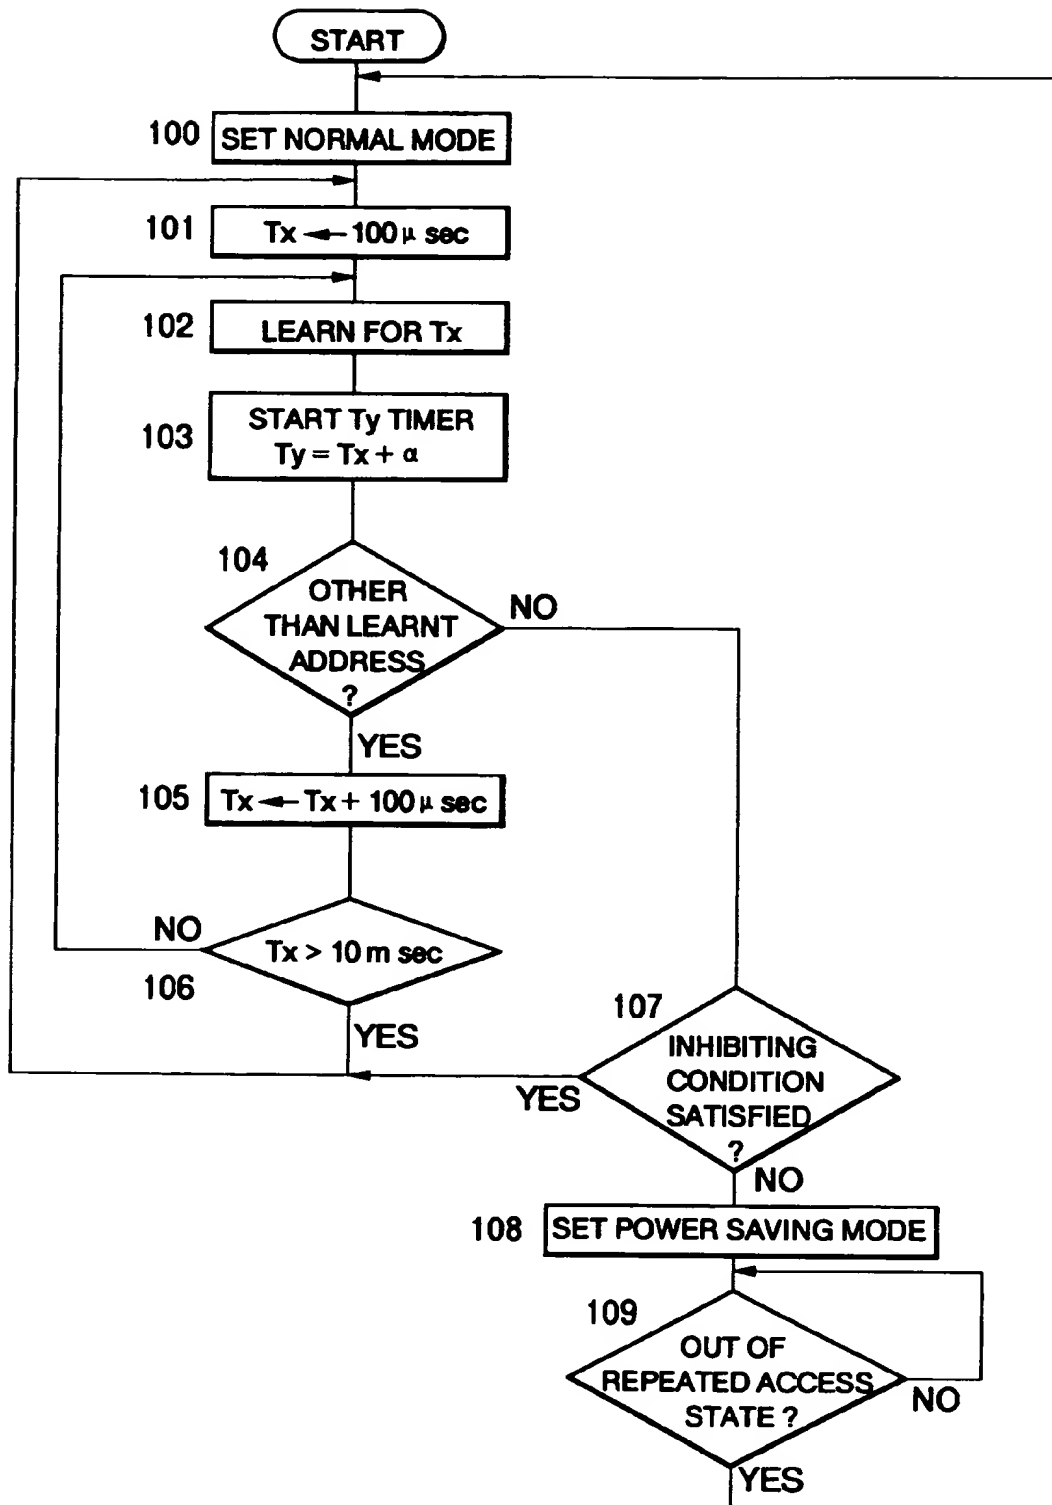 START
100
SET NORMAL MODE
101
Tx ← 100 μ sec
102
LEARN FOR Tx
103
START Ty TIMER
Ty = Tx + α
104
OTHER
THAN LEARNT
ADDRESS
?
NO
YES
105
Tx ← Tx + 100 μ sec
NO
Tx > 10 m sec
106
YES
107
INHIBITING
CONDITION
SATISFIED
?
YES
NO
108
SET POWER SAVING MODE
109
OUT OF
REPEATED ACCESS
STATE ?
NO
YES